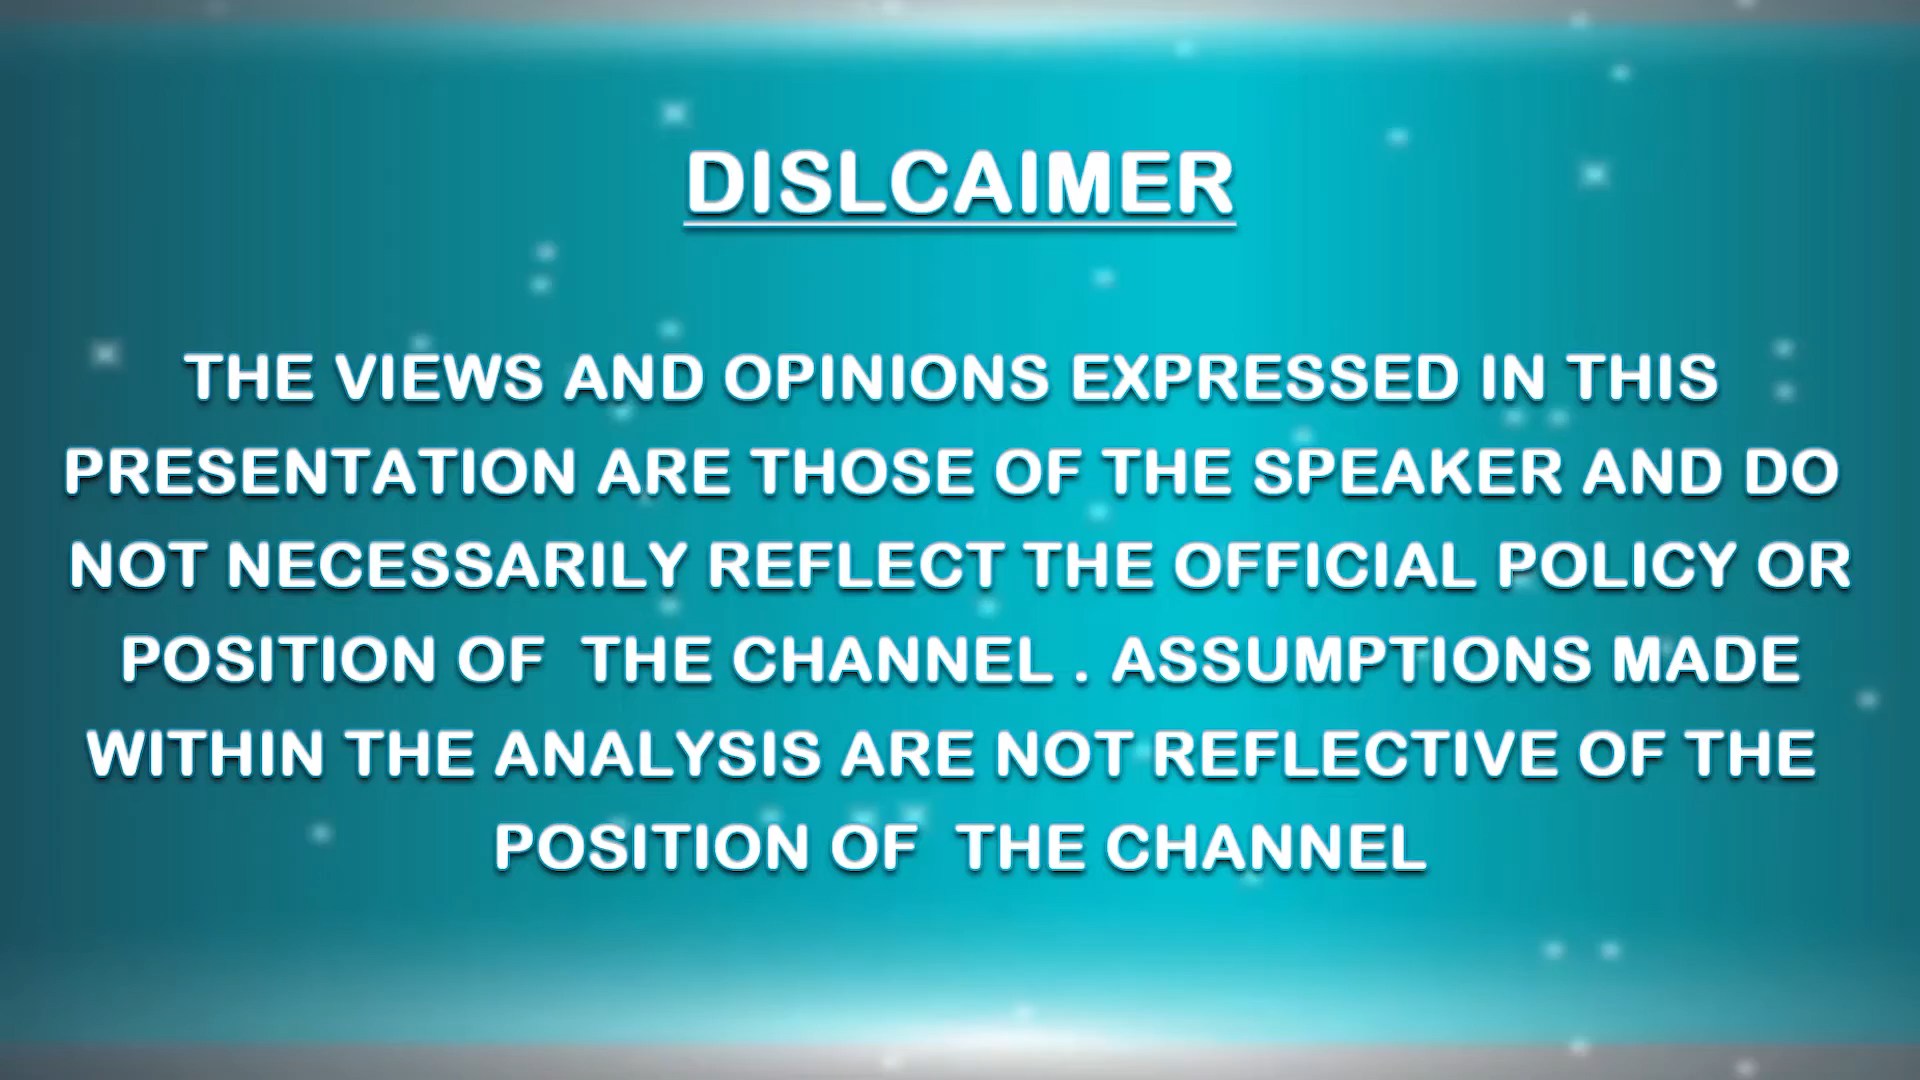 DISLCAIMER
THE VIEWS AND OPINIONS EXPRESSED IN THIS
PRESENTATION ARE THOSE OF THE SPEAKER AND DO
NOT NECESSARILY REFLECT THE OFFICIAL POLICY OR
POSITION OF  THE CHANNEL . ASSUMPTIONS MADE
WITHIN THE ANALYSIS ARE NOT REFLECTIVE OF THE
POSITION OF  THE CHANNEL